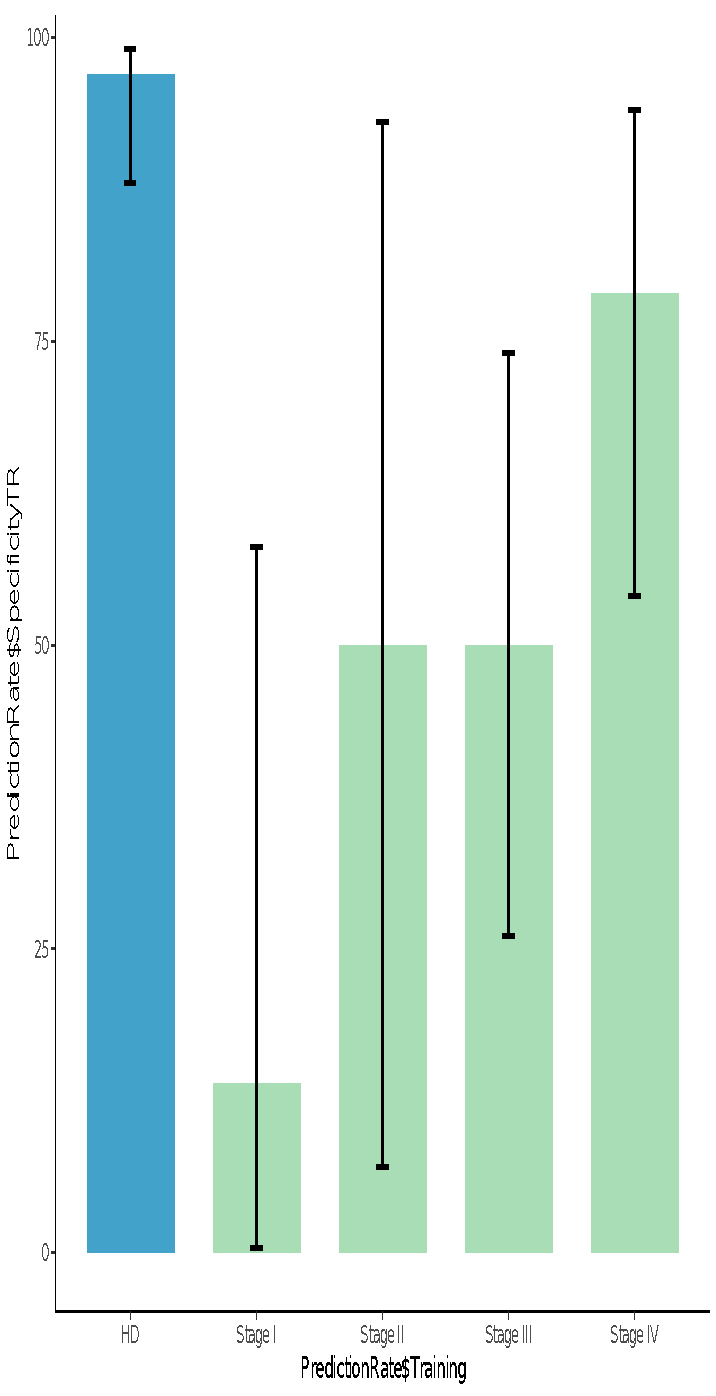 100
75
50
25
0
PredictionRate$SpecificityTR
HD
Stage I
Stage II
Stage III
Stage IV
PredictionRate$Training